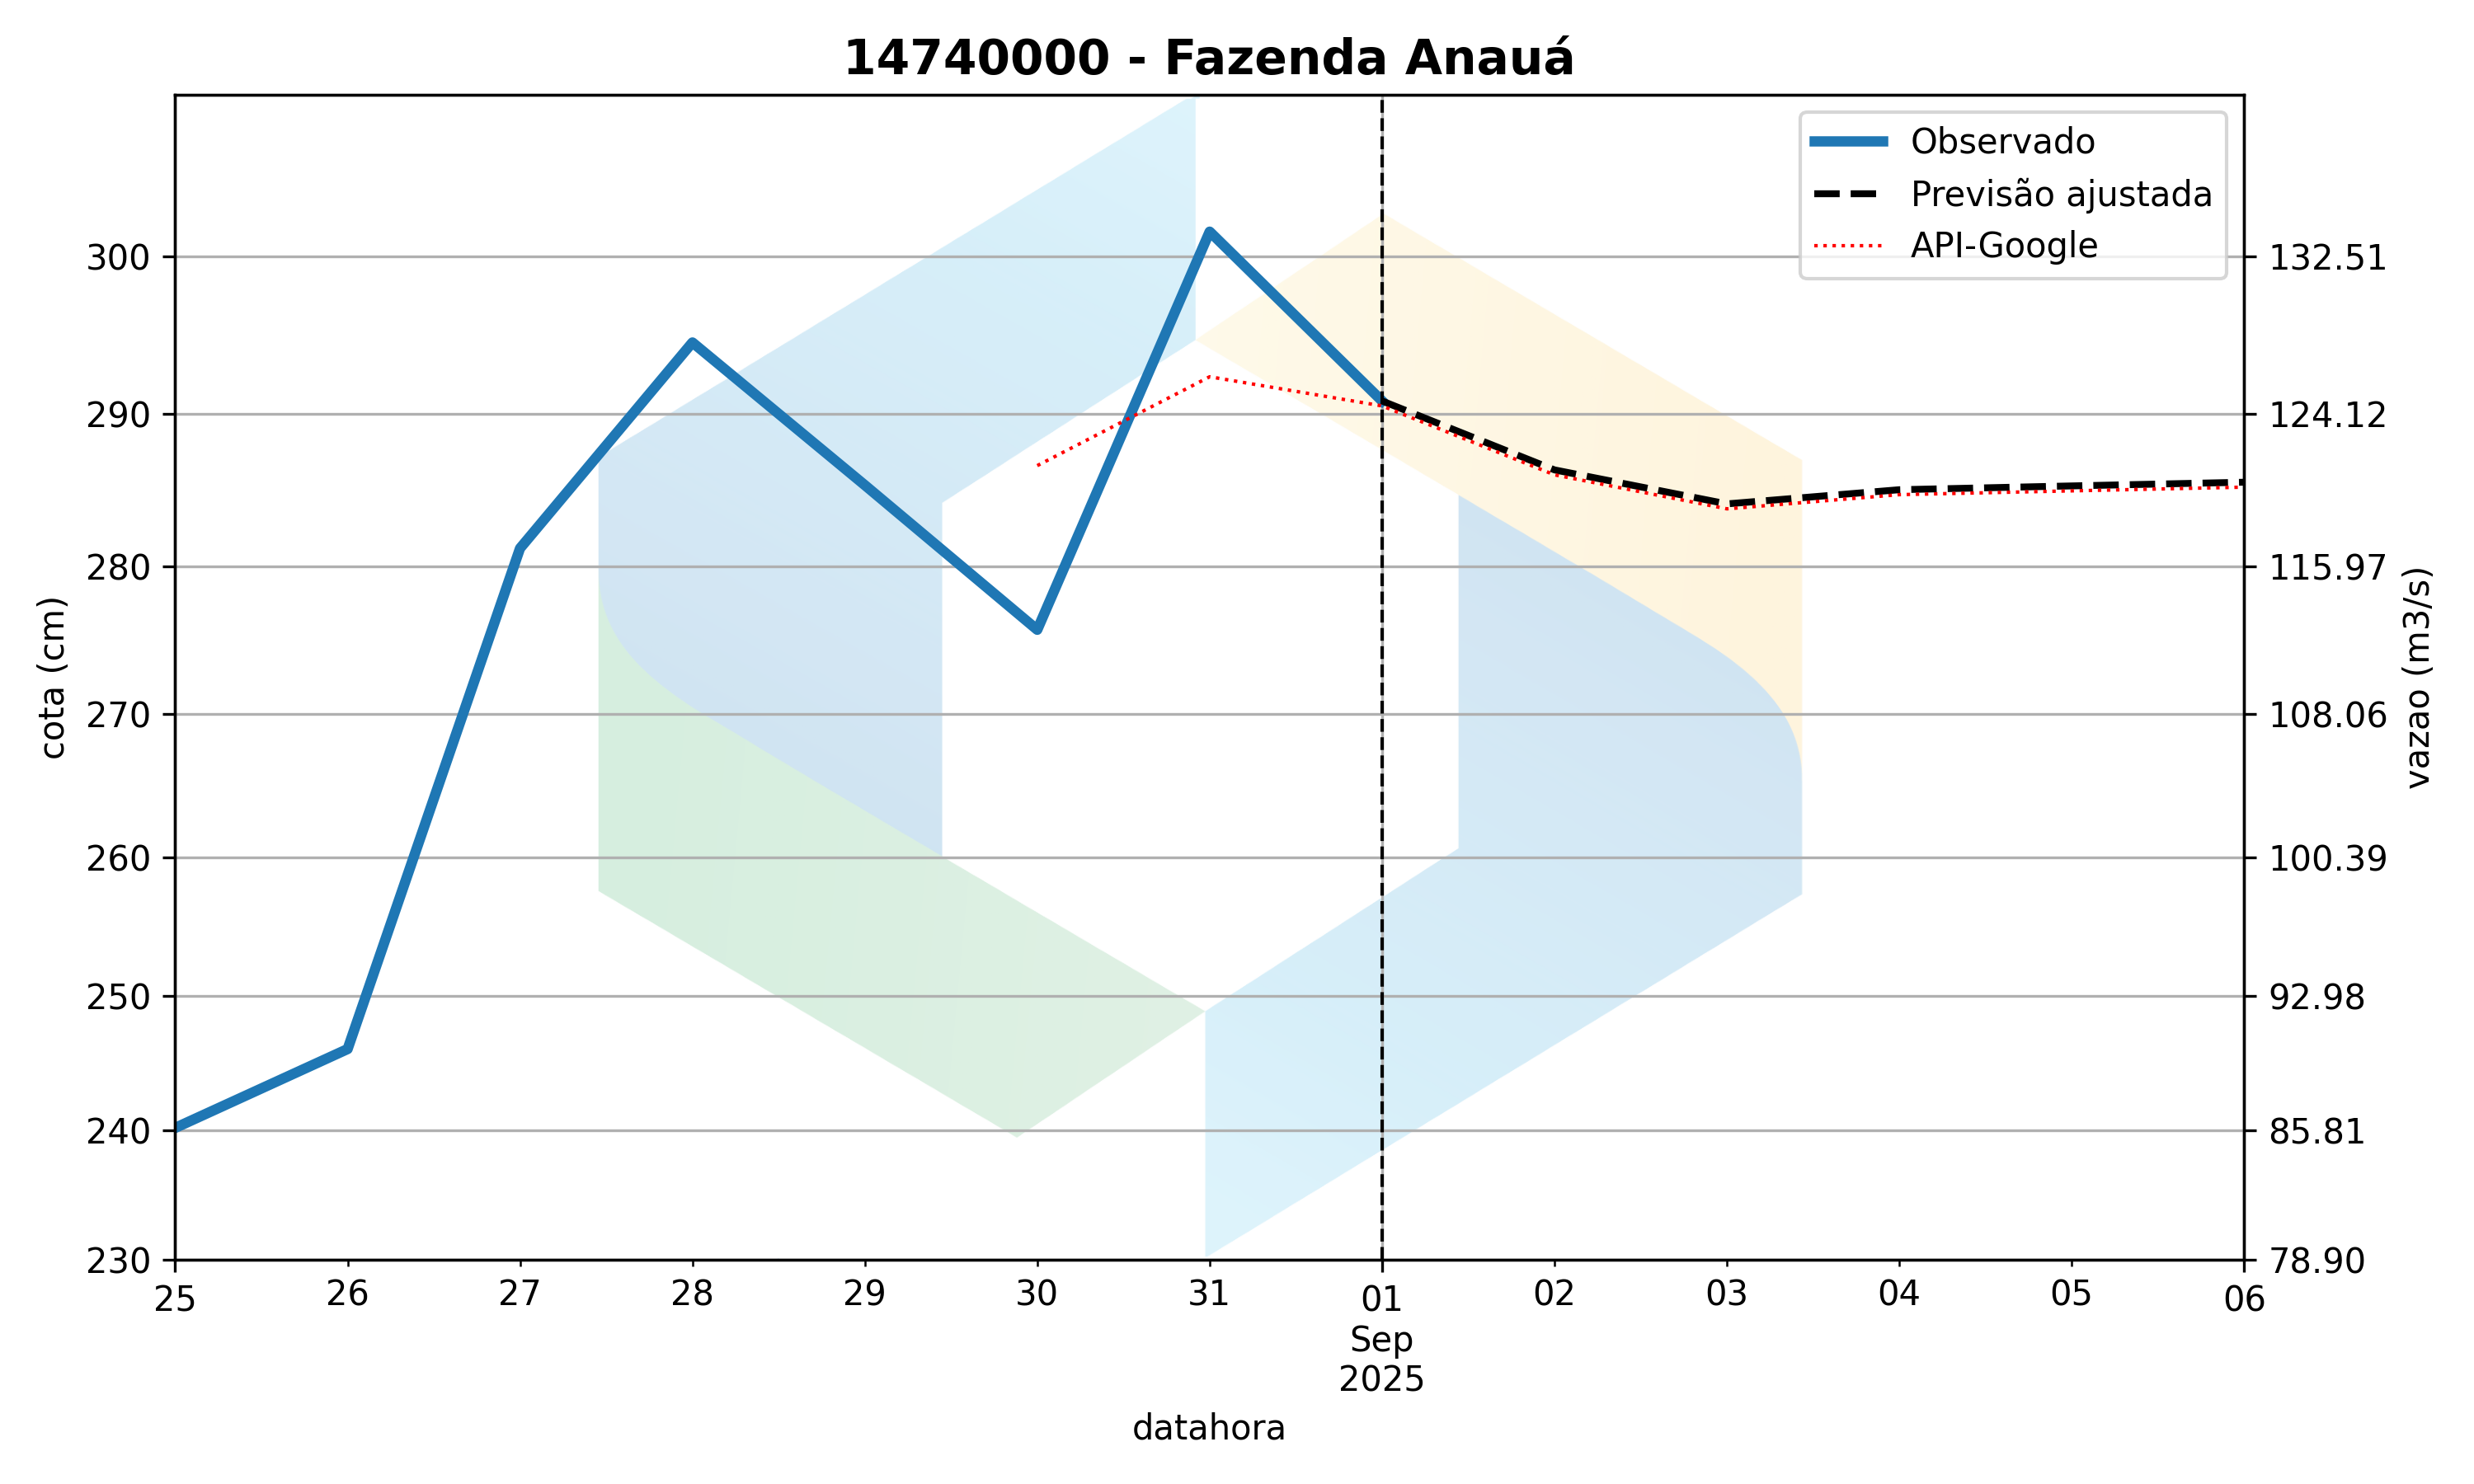 14740000 - Fazenda Anauá
Observado
Previsão ajustada
API-Google
300
290
280
270
260
250
240
230
cota (cm)
132.51
124.12
115.97
108.06
100.39
92.98
85.81
78.90
vazao (m3/s)
25 26 27 28 29 30 31 01 02 03 04 05 06
Sep
2025
datahora